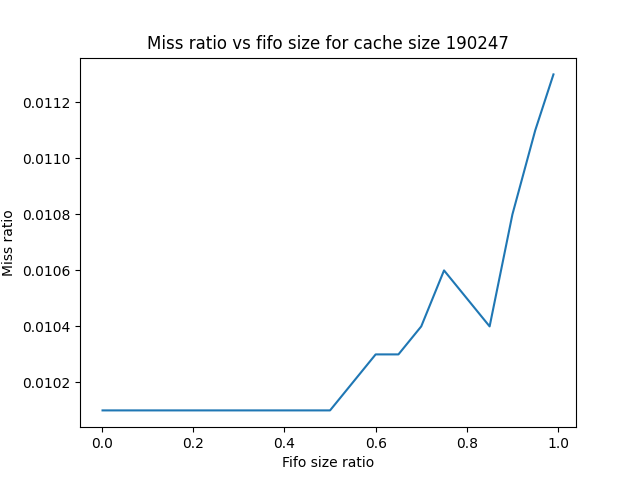 Miss ratio vs fifo size for cache size 190247
0.0112
0.0110
0.0108
0.0106
0.0104
0.0102
Miss ratio
0.0 0.2 0.4 0.6 0.8 1.0
Fifo size ratio